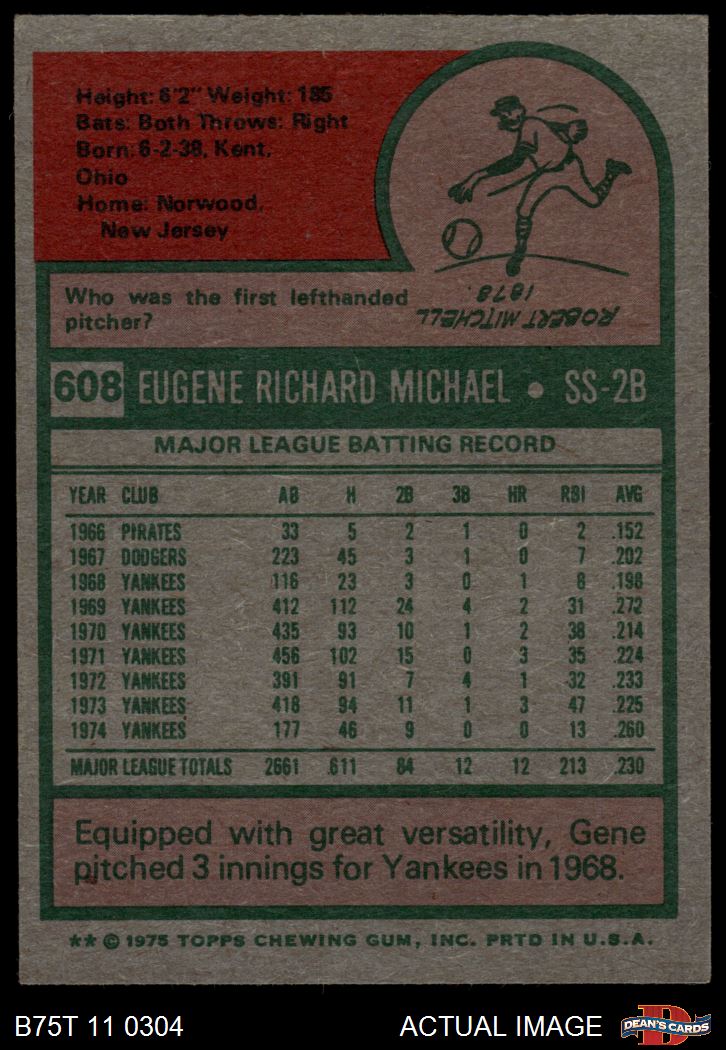 Height: 6'2" Weight: 185
Bats: Both Throws: Right
Born: 6-2-38, Kent,
Ohio
Home: Norwood,
New Jersey
Who was the first lefthanded
pitcher?
ROBERT MITCHELL
1878.
608 EUGENE RICHARD MICHAEL • SS-2B
MAJOR LEAGUE BATTING RECORD
YEAR CLUB AB H 2B 3B HR RBI AVG
1966 PIRATES 33 5 2 1 0 2 .152
1967 DODGERS 223 45 3 1 0 7 .202
1968 YANKEES 116 23 3 0 1 8 .198
1969 YANKEES 412 112 24 4 2 31 .272
1970 YANKEES 435 93 10 1 2 38 .214
1971 YANKEES 456 102 15 0 3 35 .224
1972 YANKEES 391 91 7 4 1 32 .233
1973 YANKEES 418 94 11 1 3 47 .225
1974 YANKEES 177 46 9 0 0 13 .260
MAJOR LEAGUE TOTALS 2661 611 84 12 12 213 .230
Equipped with great versatility, Gene
pitched 3 innings for Yankees in 1968.
** © 1975 TOPPS CHEWING GUM, INC. PRTD IN U.S.A.
B75T 11 0304 ACTUAL IMAGE DEAN'S CARDS